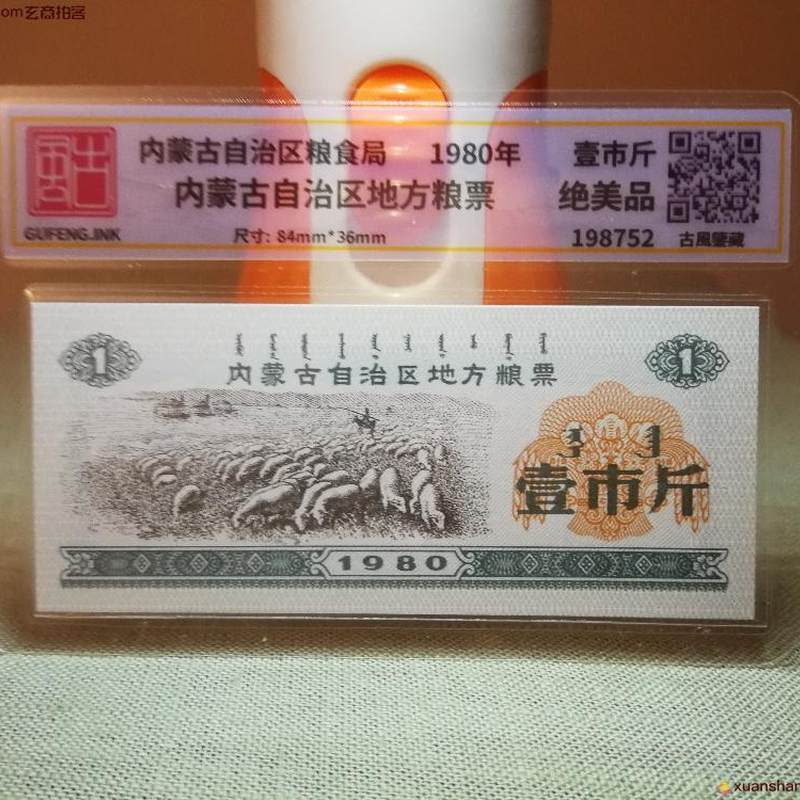 om玄商拍客
内蒙古自治区粮食局 1980年 壹市斤
内蒙古自治区地方粮票 绝美品
GUFENG.INK 尺寸: 84mm*36mm 198752 古風鑒藏
1 1
内蒙古自治区地方粮票
壹市斤
1980
xuanshan